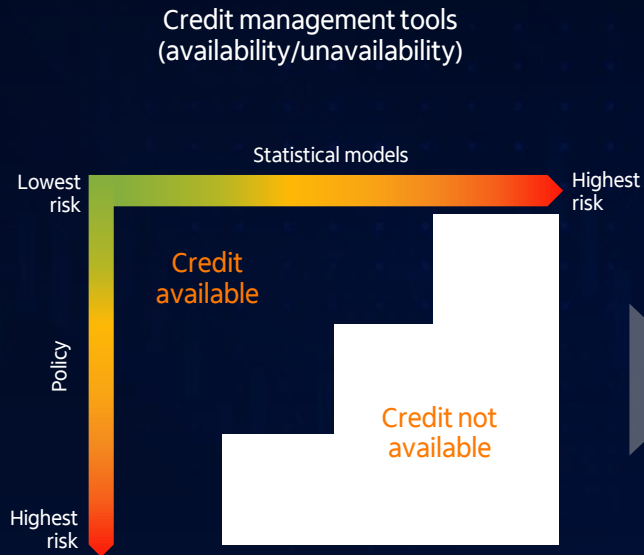 Credit management tools
(availability/unavailability)
Statistical models
Lowest
risk
Highest
risk
Credit
available
Policy
Credit not
available
Highest
risk